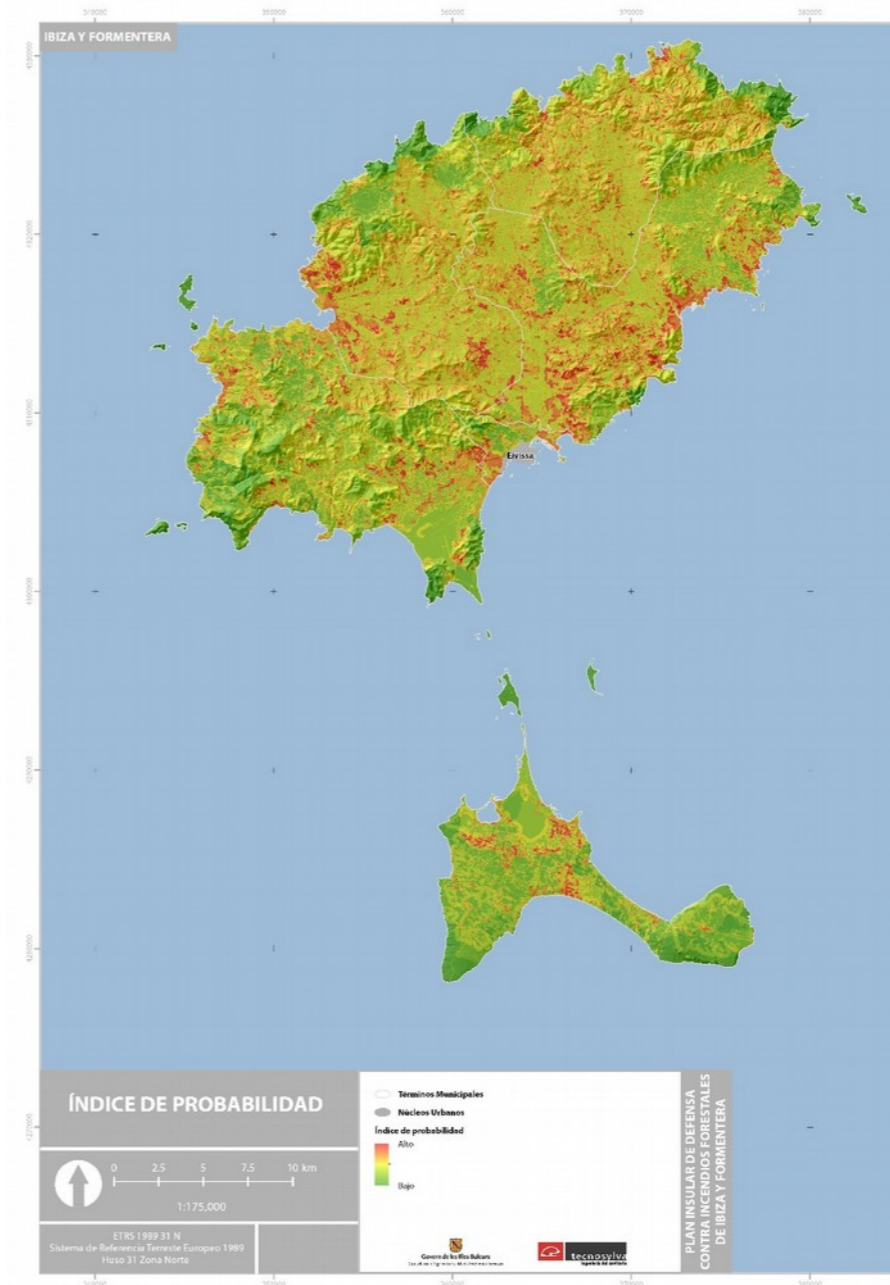 IBIZA Y FORMENTERA
Eivissa
ÍNDICE DE PROBABILIDAD
0 2.5 5 7.5 10 km
1:175,000
ETRS 1989 31 N
Sistema de Referencia Terrestre Europeo 1989
Huso 31 Zona Norte
Términos Municipales
Núcleos Urbanos
Índice de probabilidad
Alto
Bajo
Govern de les Illes Balears
tecnosylva
PLAN INSULAR DE DEFENSA
CONTRA INCENDIOS FORESTALES
DE IBIZA Y FORMENTERA